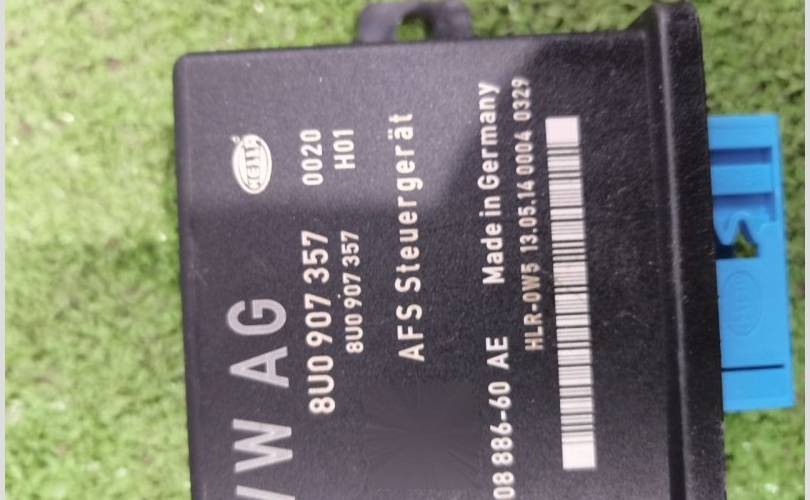 HELLA
VW AG
8U0 907 357 0020
8U0 907 357 H01
AFS Steuergerät
08 886-60 AE Made in Germany
HLR-0W5 13.05.14 0004 0329